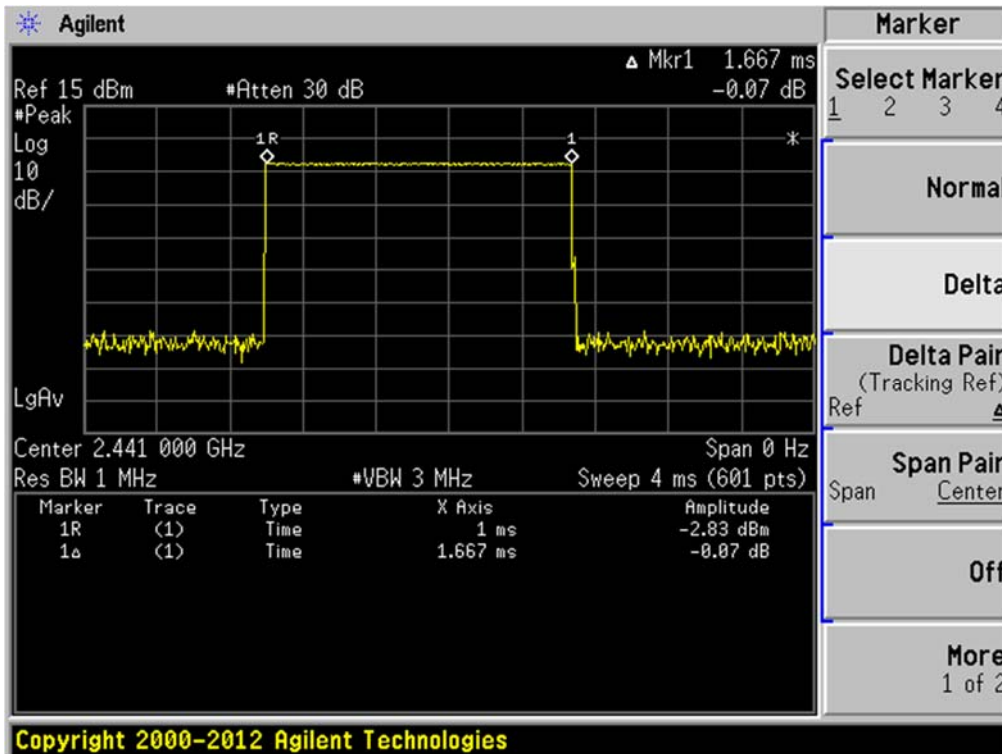 Agilent
Marker
Δ Mkr1 1.667 ms
Ref 15 dBm #Atten 30 dB -0.07 dB
#Peak
Log
10
dB/
1R
1
LgAv
Center 2.441 000 GHz Span 0 Hz
Res BW 1 MHz #VBW 3 MHz Sweep 4 ms (601 pts)
Marker Trace Type X Axis Amplitude
1R (1) Time 1 ms -2.83 dBm
1Δ (1) Time 1.667 ms -0.07 dB
Select Marker
1 2 3 4
Normal
Delta
Delta Pair
(Tracking Ref)
Ref Δ
Span Pair
Span Center
Off
More
1 of 2
Copyright 2000-2012 Agilent Technologies